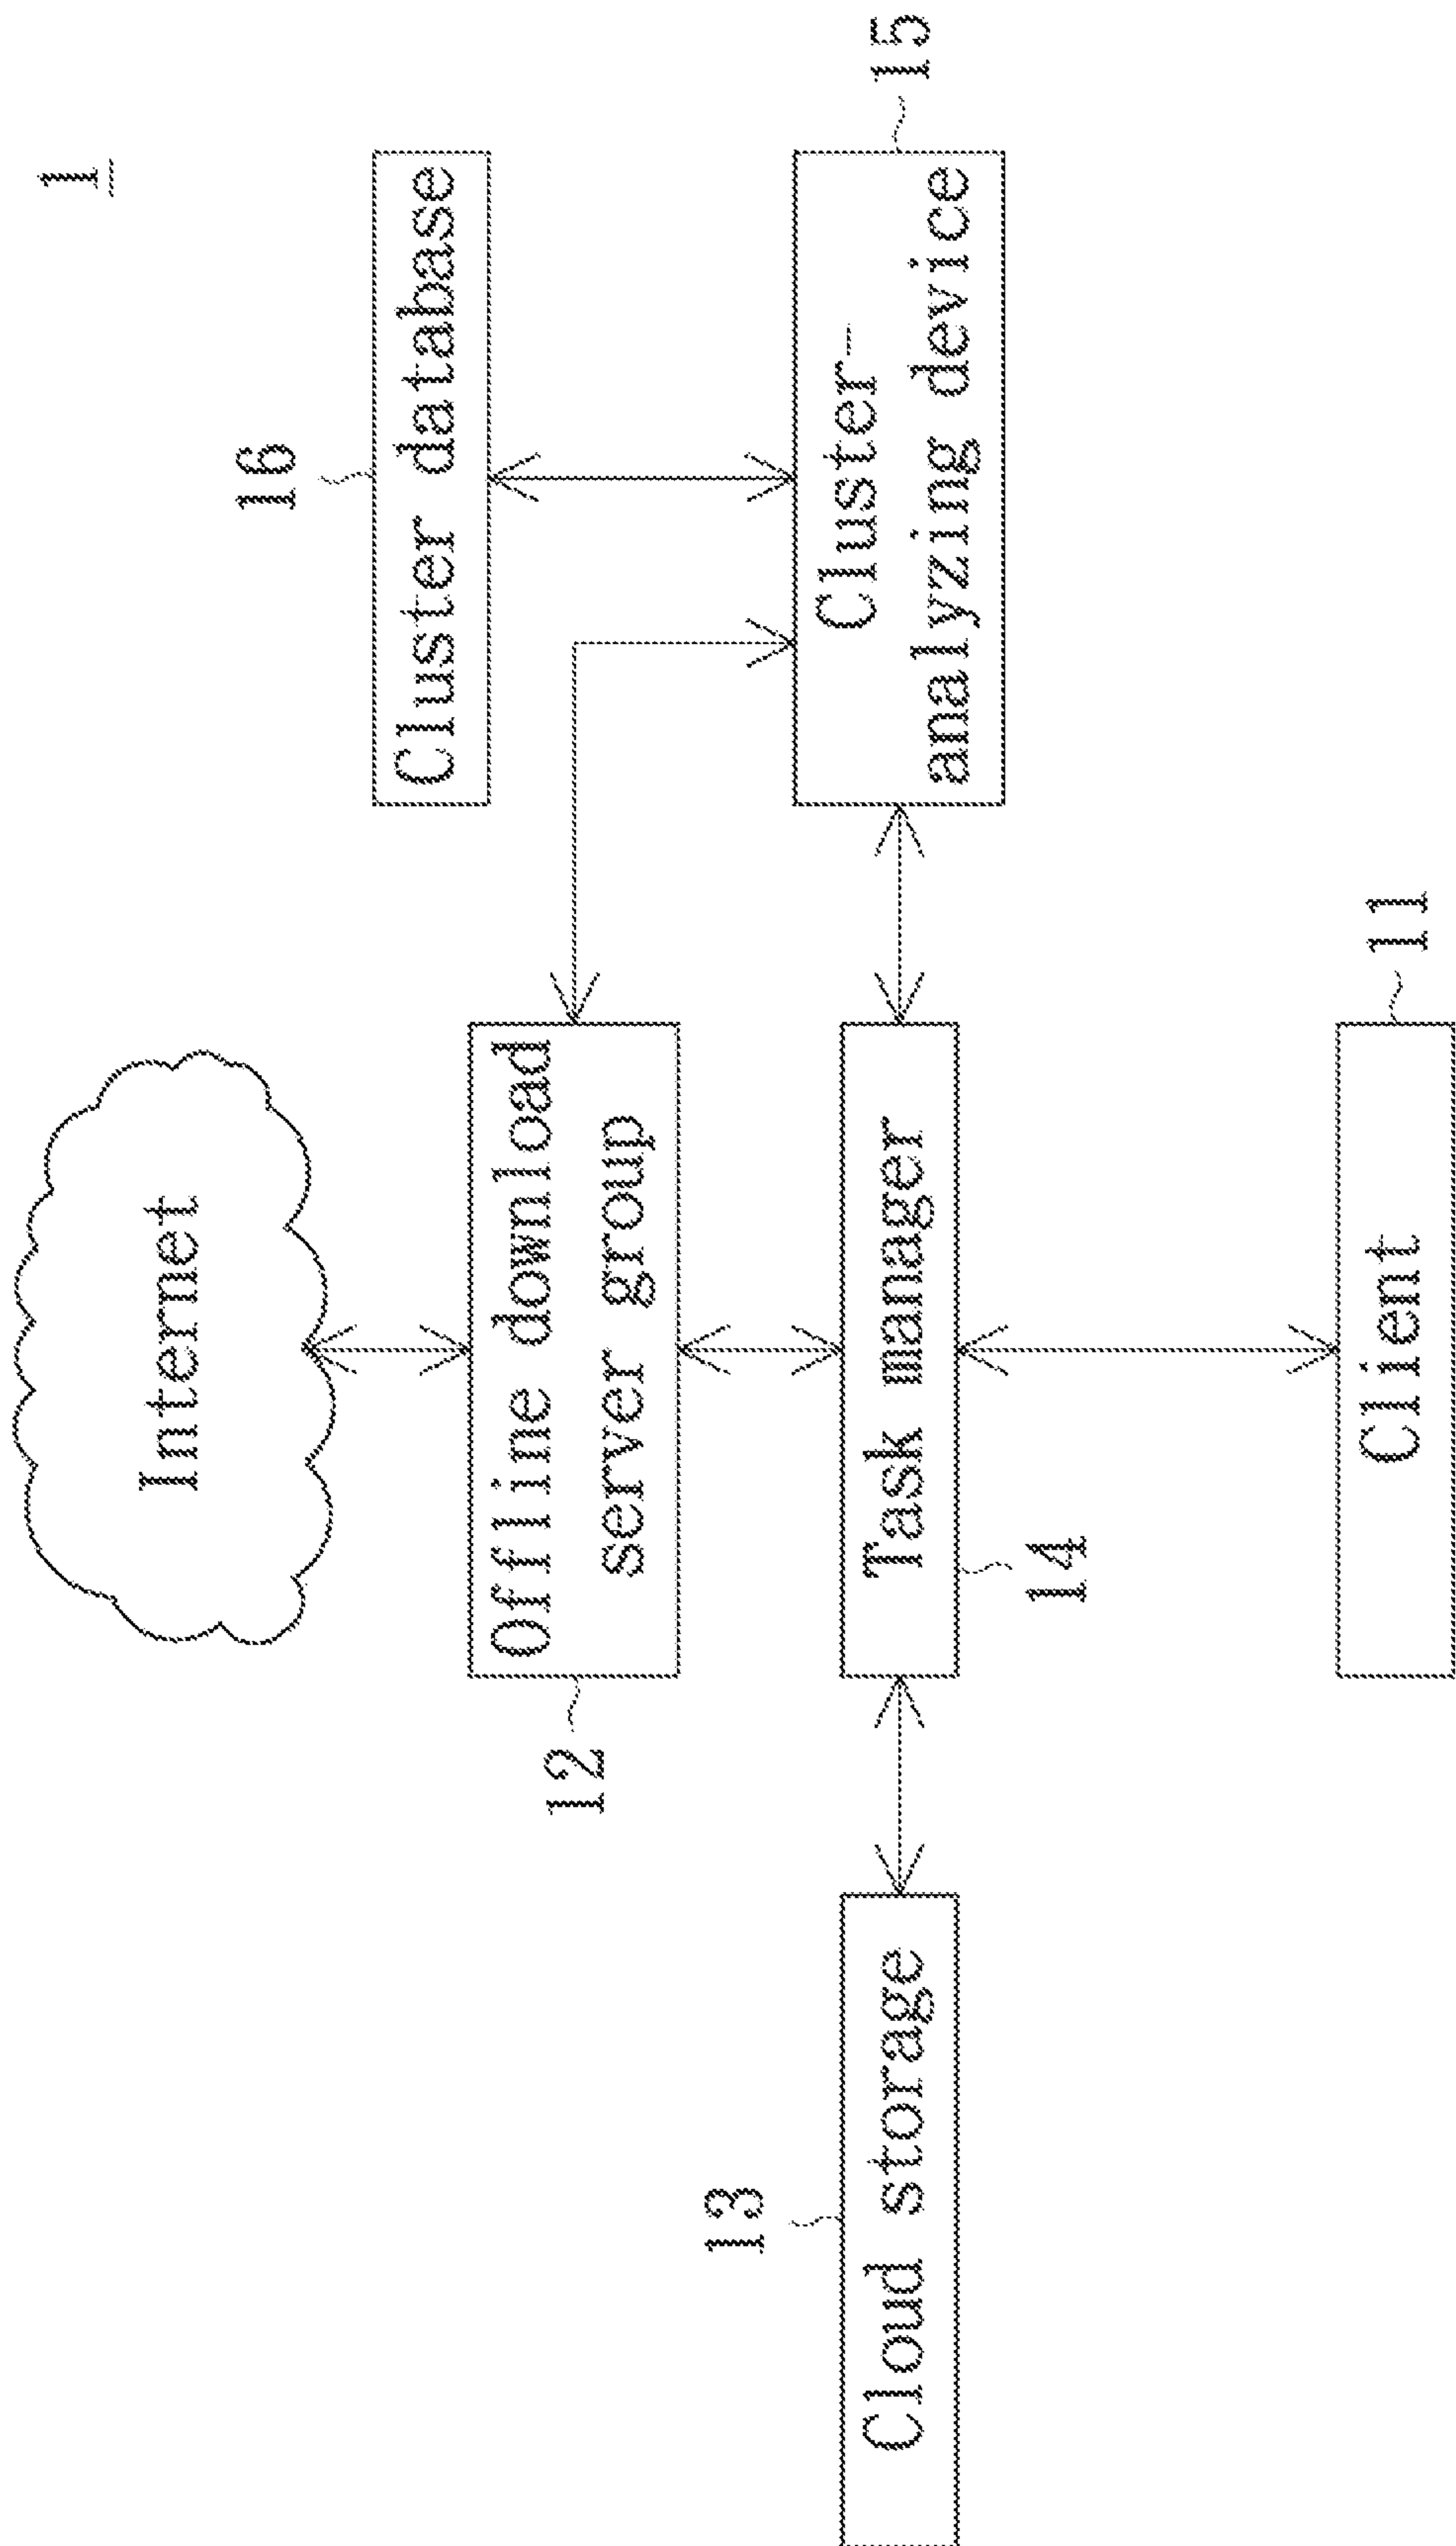 1
Internet
16
Cluster database
12
Offline download
server group
13
Cloud storage
14
Task manager
15
Cluster-
analyzing device
11
Client